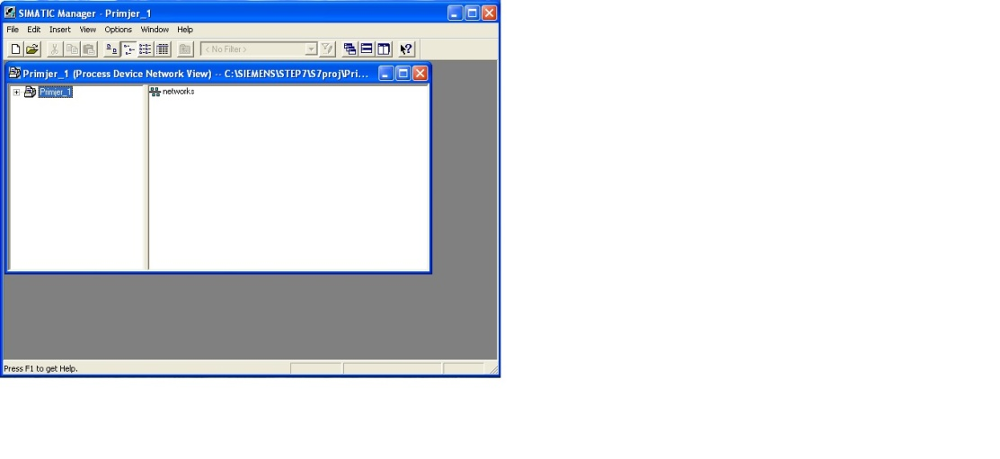 SIMATIC Manager - Primjer_1
File Edit Insert View Options Window Help
< No Filter >
Primjer_1 (Process Device Network View) -- C:\SIEMENS\STEP7\S7proj\Pri...
Primjer_1
networks
Press F1 to get Help.